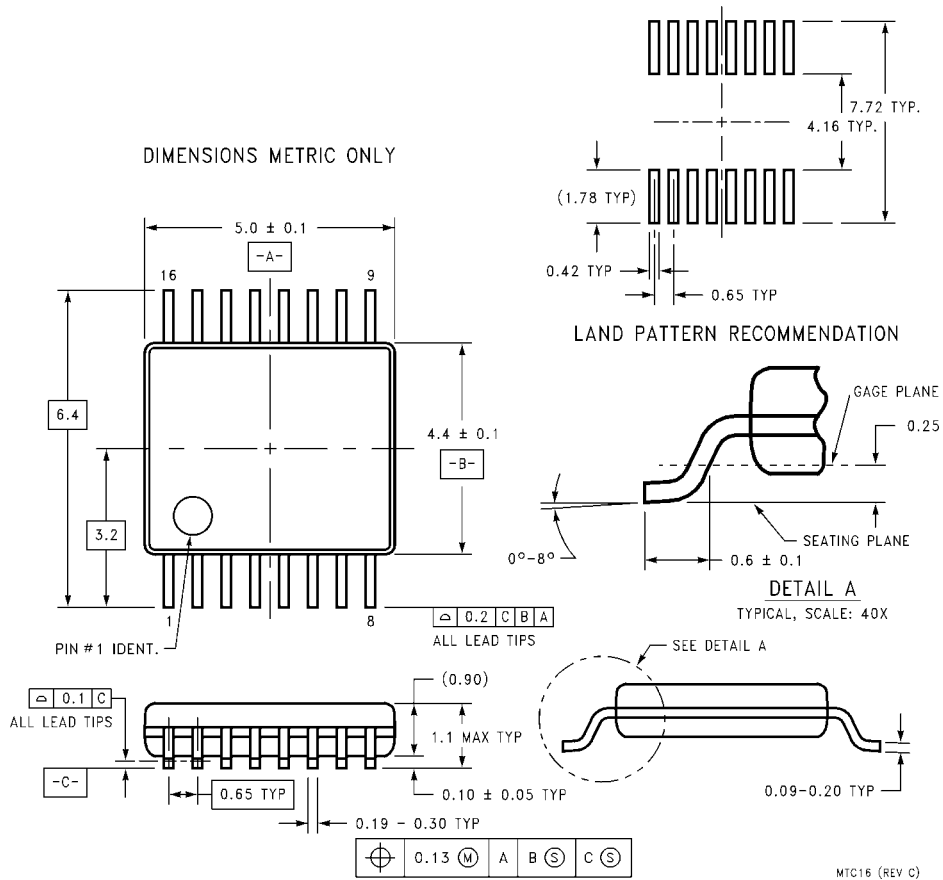 7.72 TYP.
4.16 TYP.
(1.78 TYP)
0.42 TYP
0.65 TYP
LAND PATTERN RECOMMENDATION
DIMENSIONS METRIC ONLY
5.0 ± 0.1
-A-
16
9
6.4
4.4 ± 0.1
-B-
3.2
1
8
PIN #1 IDENT.
⌓ 0.2 C B A
ALL LEAD TIPS
GAGE PLANE
0.25
SEATING PLANE
0°-8°
0.6 ± 0.1
DETAIL A
TYPICAL, SCALE: 40X
SEE DETAIL A
0.09-0.20 TYP
⌓ 0.1 C
ALL LEAD TIPS
-C-
(0.90)
1.1 MAX TYP
0.65 TYP
0.10 ± 0.05 TYP
0.19 - 0.30 TYP
⌖ 0.13 Ⓜ A B Ⓢ C Ⓢ
MTC16 (REV C)